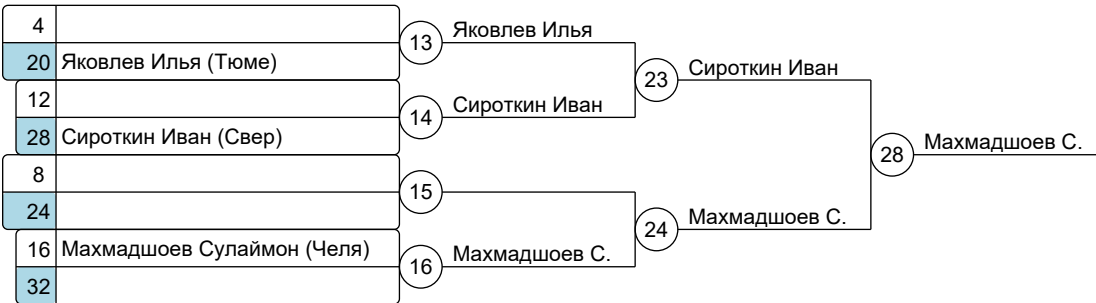 4
20 Яковлев Илья (Тюме)
12
28 Сироткин Иван (Свер)
8
24
16 Махмадшоев Сулаймон (Челя)
32
13 Яковлев Илья
14 Сироткин Иван
15
16 Махмадшоев С.
23 Сироткин Иван
24 Махмадшоев С.
28 Махмадшоев С.